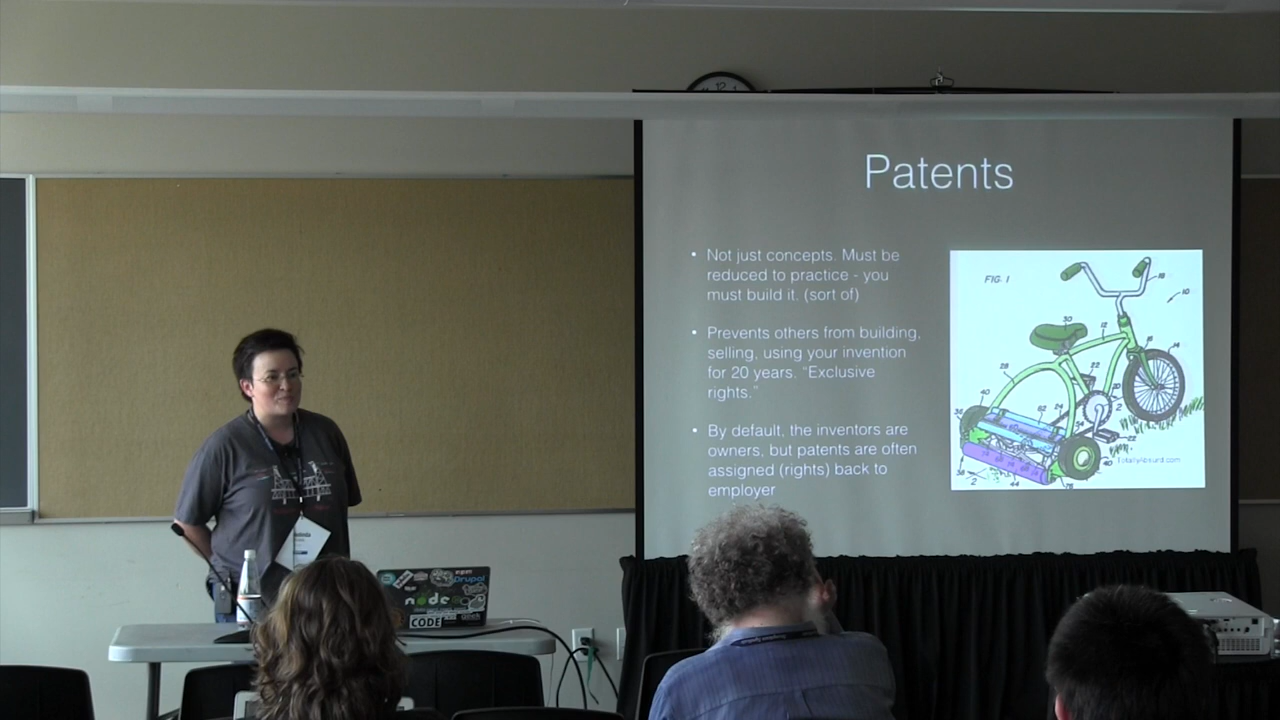 12
Patents
• Not just concepts. Must be
reduced to practice - you
must build it. (sort of)
• Prevents others from building,
selling, using your invention
for 20 years. "Exclusive
rights."
• By default, the inventors are
owners, but patents are often
assigned (rights) back to
employer
FIG. 1
TotallyAbsurd.com
Drupal
node
CODE